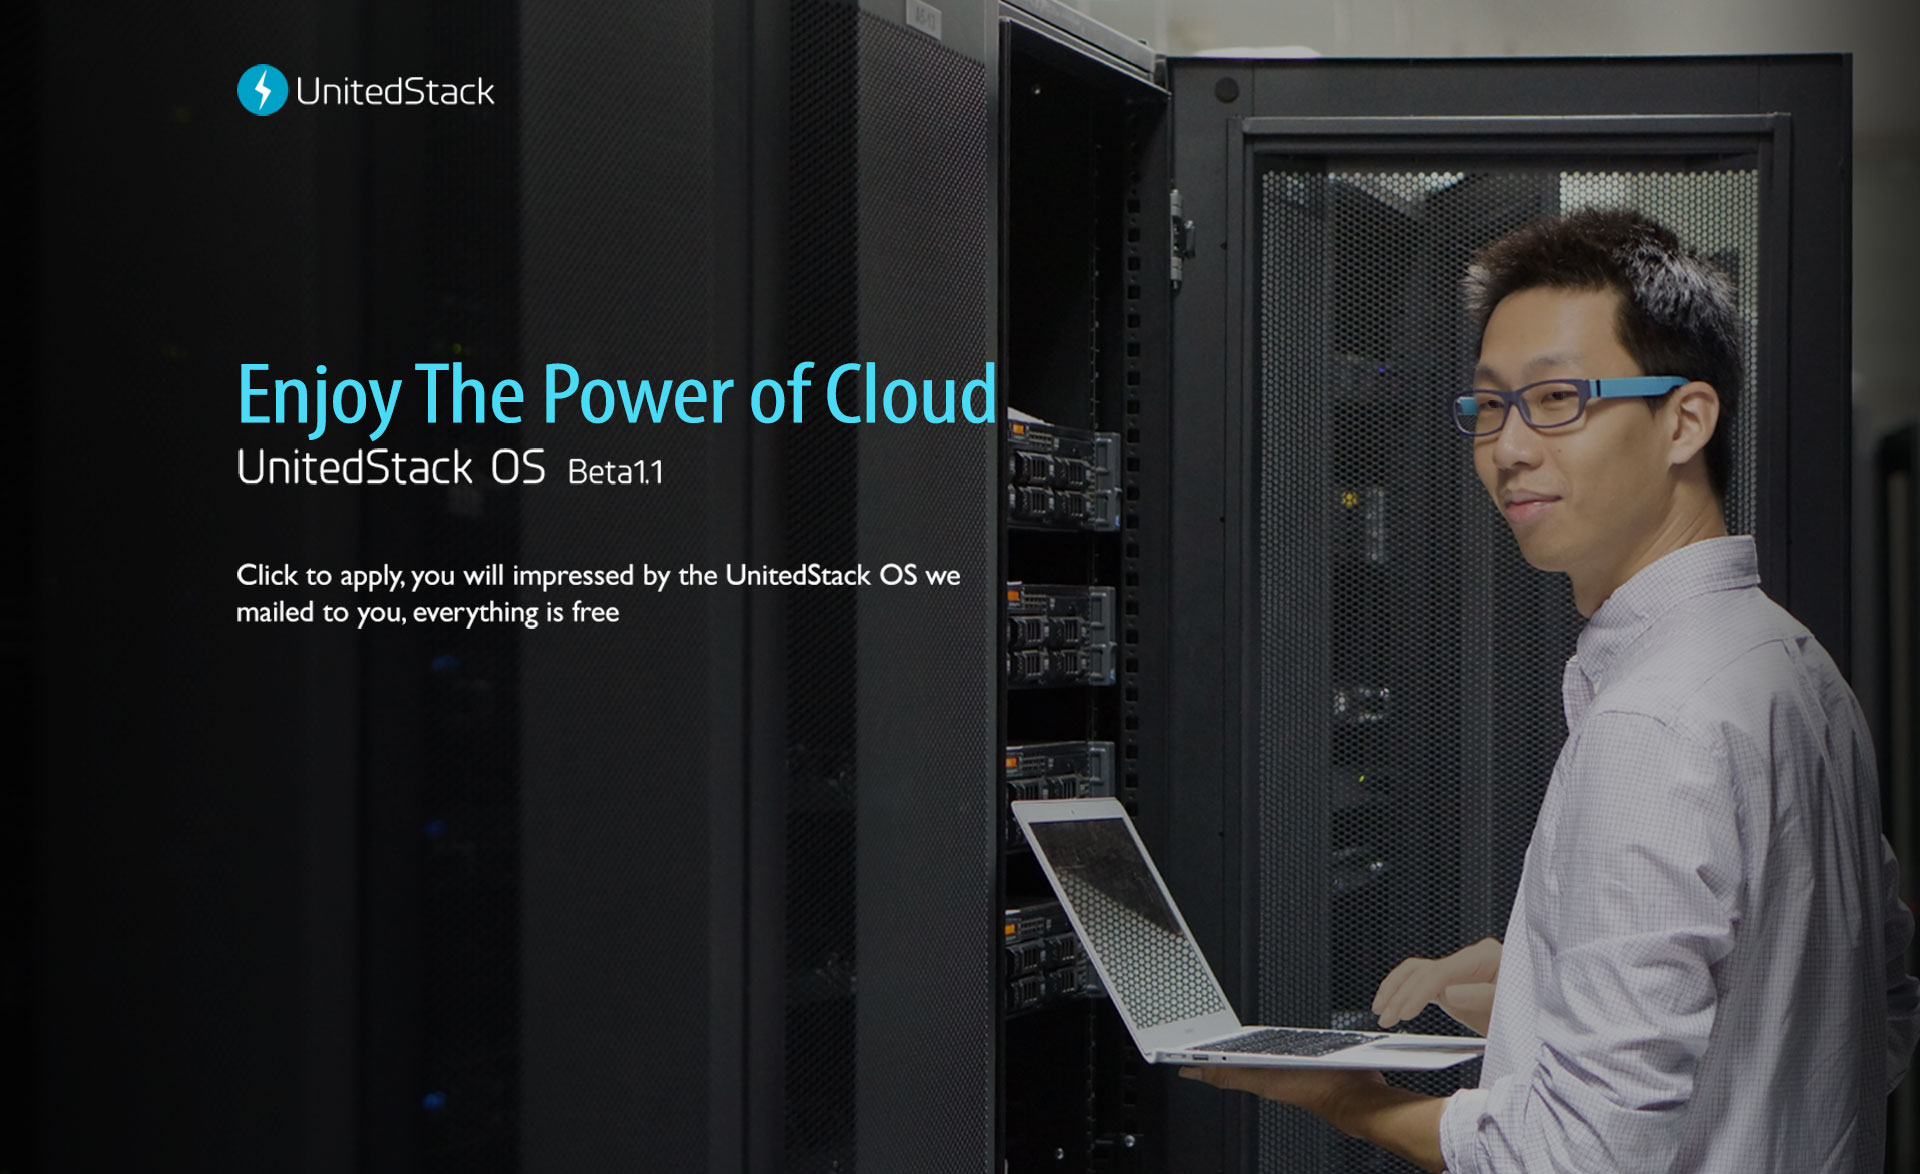 UnitedStack
Enjoy The Power of Cloud
UnitedStack OS Beta1.1
Click to apply, you will impressed by the UnitedStack OS we
mailed to you, everything is free